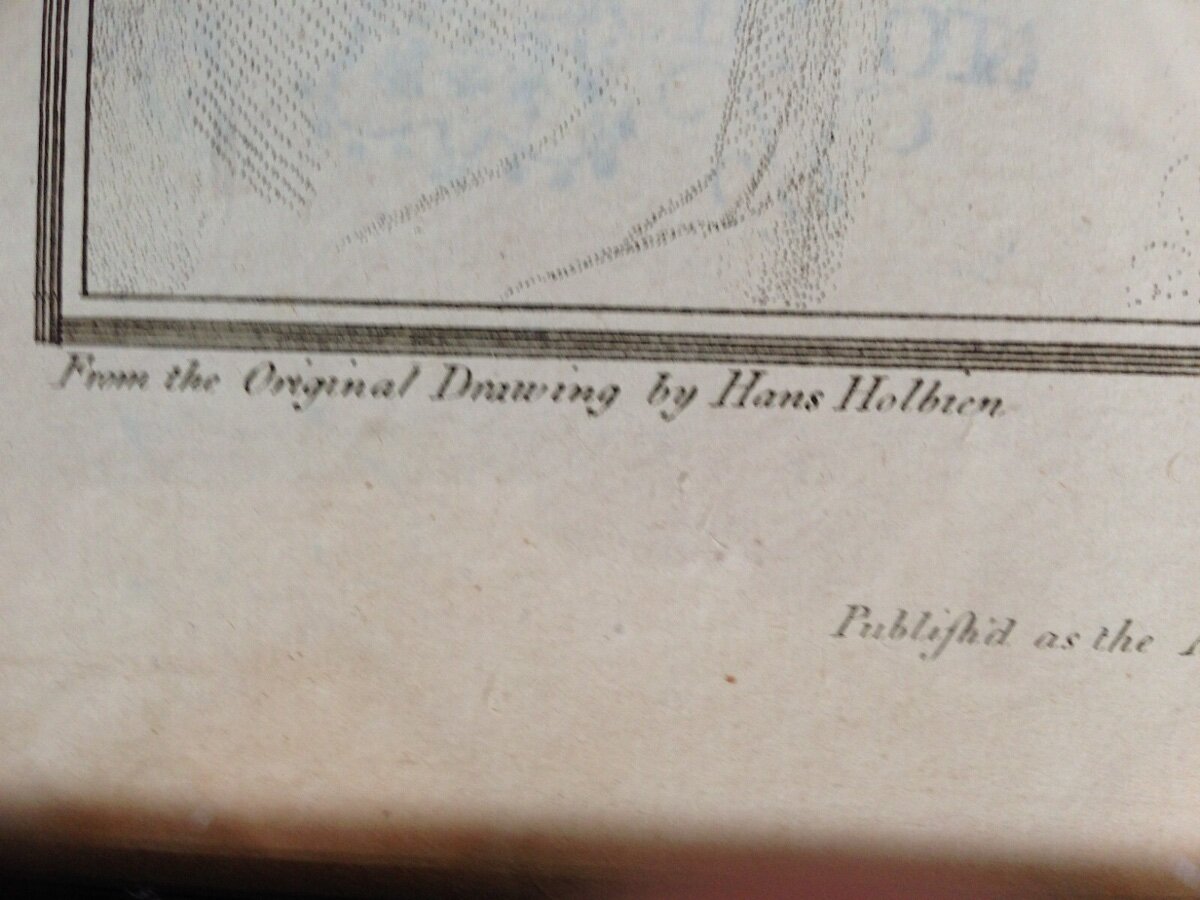 From the Original Drawing by Hans Holbien
Publiſh'd as the